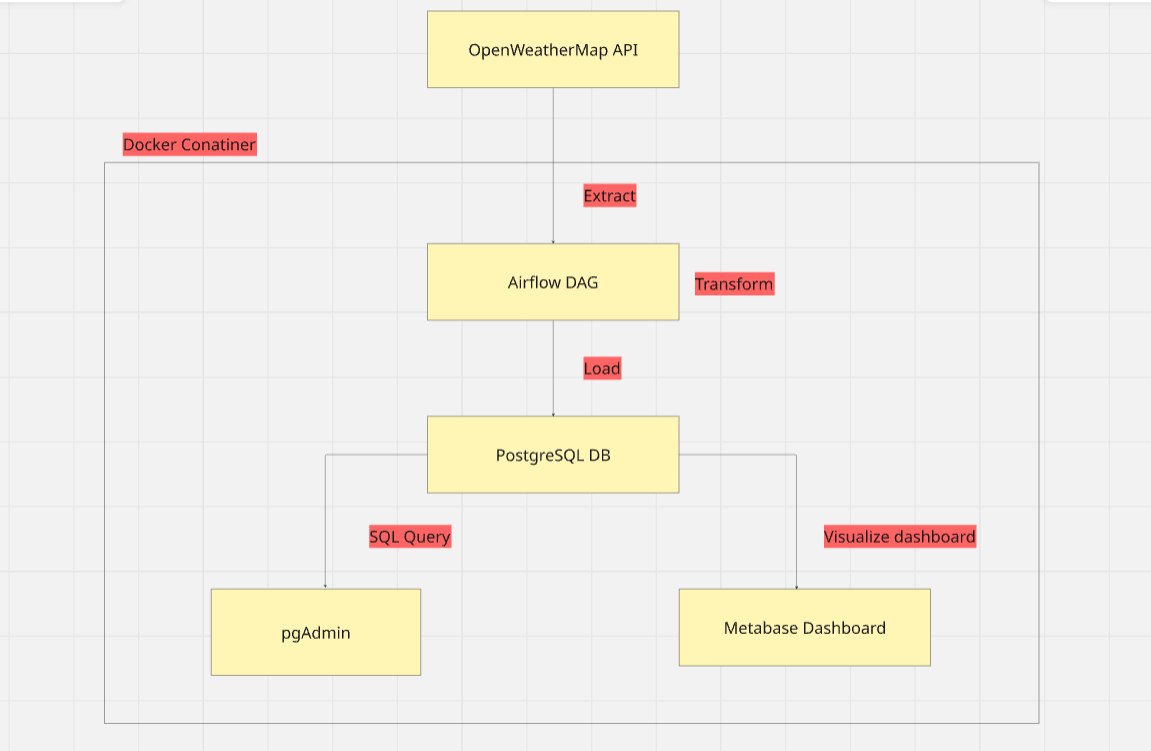 OpenWeatherMap API
Docker Conatiner
Extract
Airflow DAG
Transform
Load
PostgreSQL DB
SQL Query
Visualize dashboard
pgAdmin
Metabase Dashboard